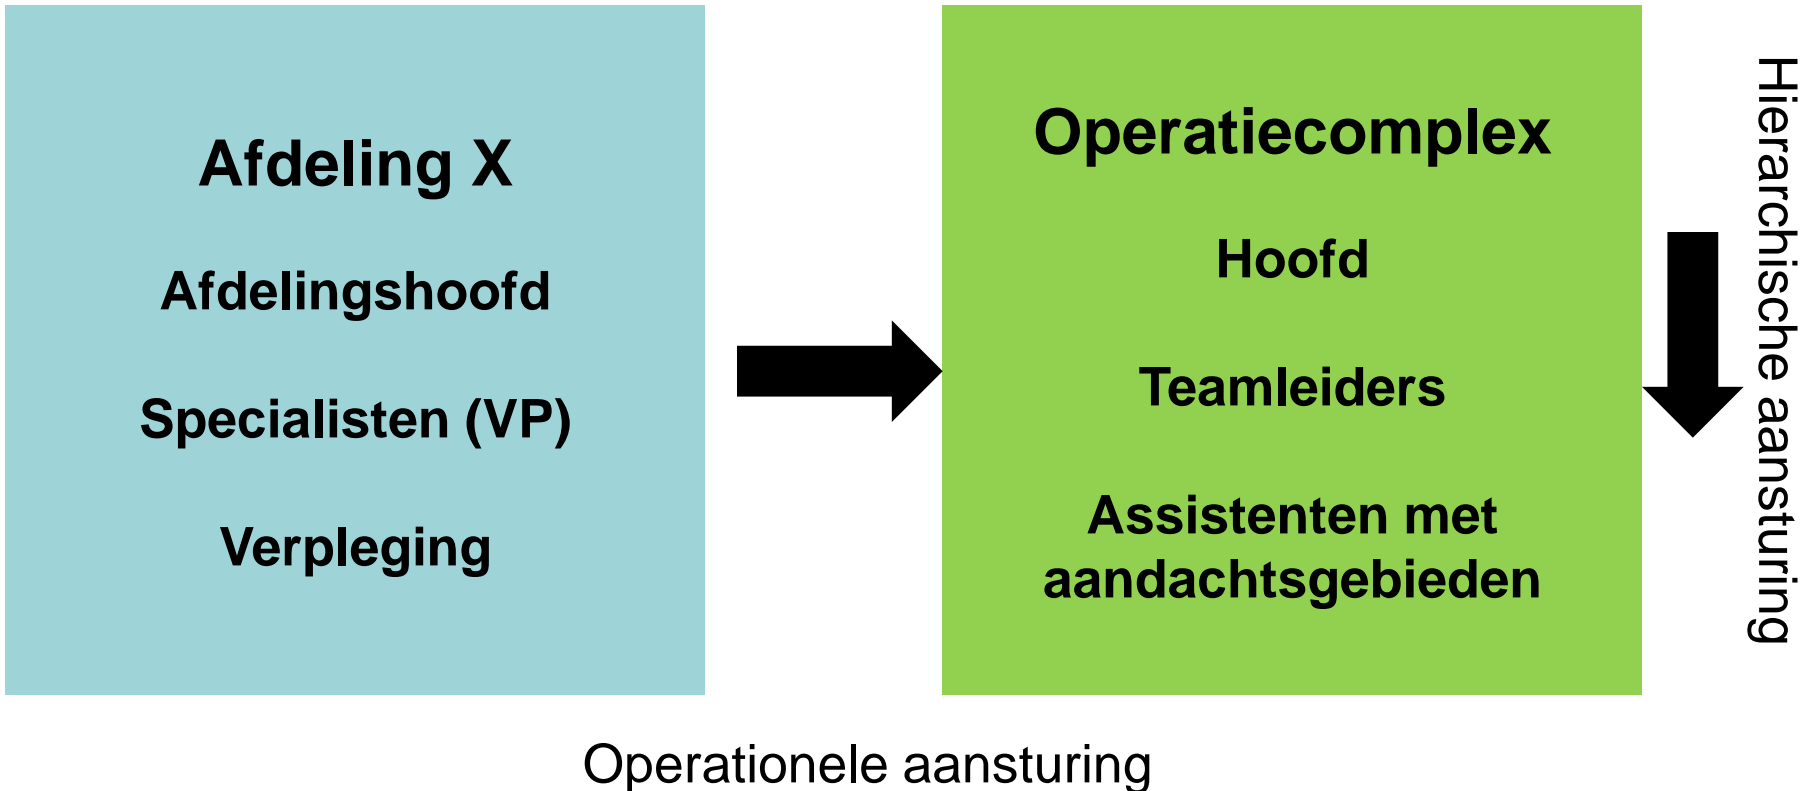 Afdeling X
Afdelingshoofd
Specialisten (VP)
Verpleging
Operatiecomplex
Hoofd
Teamleiders
Assistenten met
aandachtsgebieden
Hierarchische aansturing
Operationele aansturing